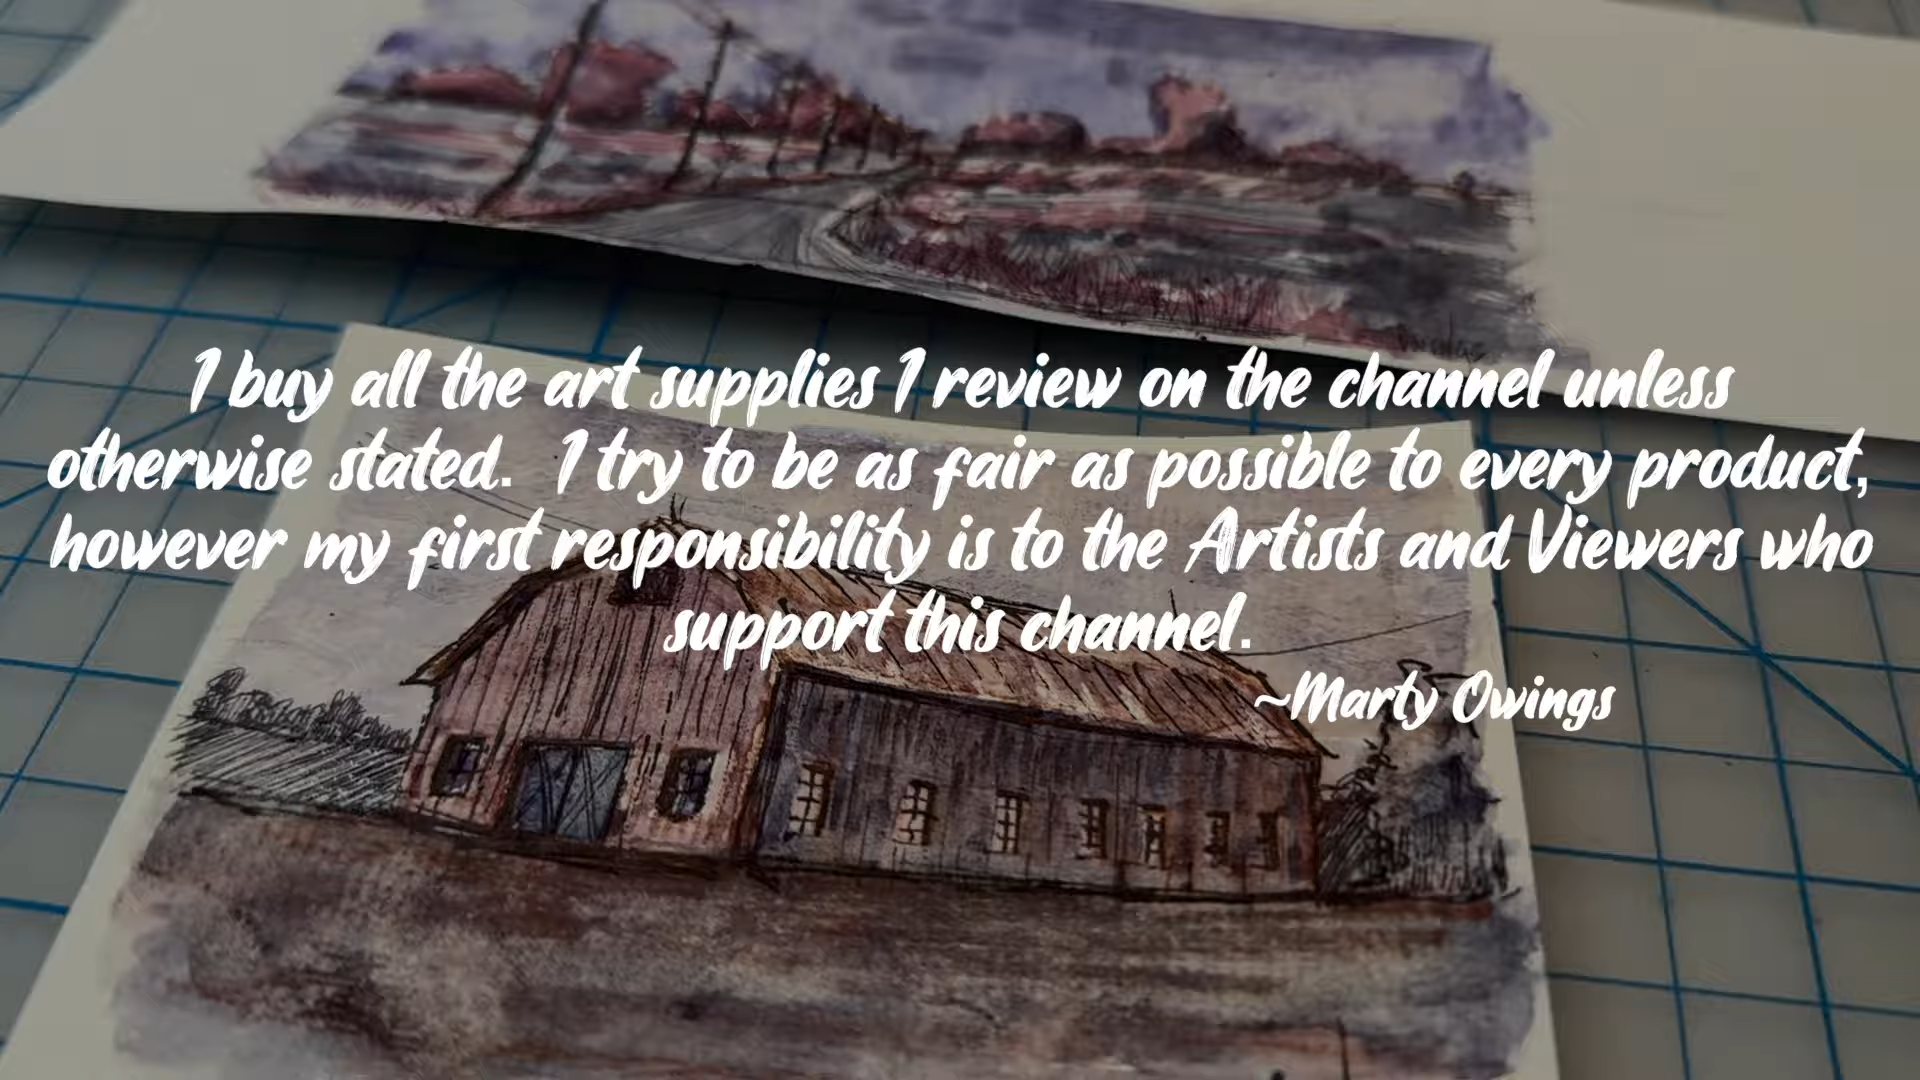 I buy all the art supplies I review on the channel unless
otherwise stated.  I try to be as fair as possible to every product,
however my first responsibility is to the Artists and Viewers who
support this channel.
~Marty Owings